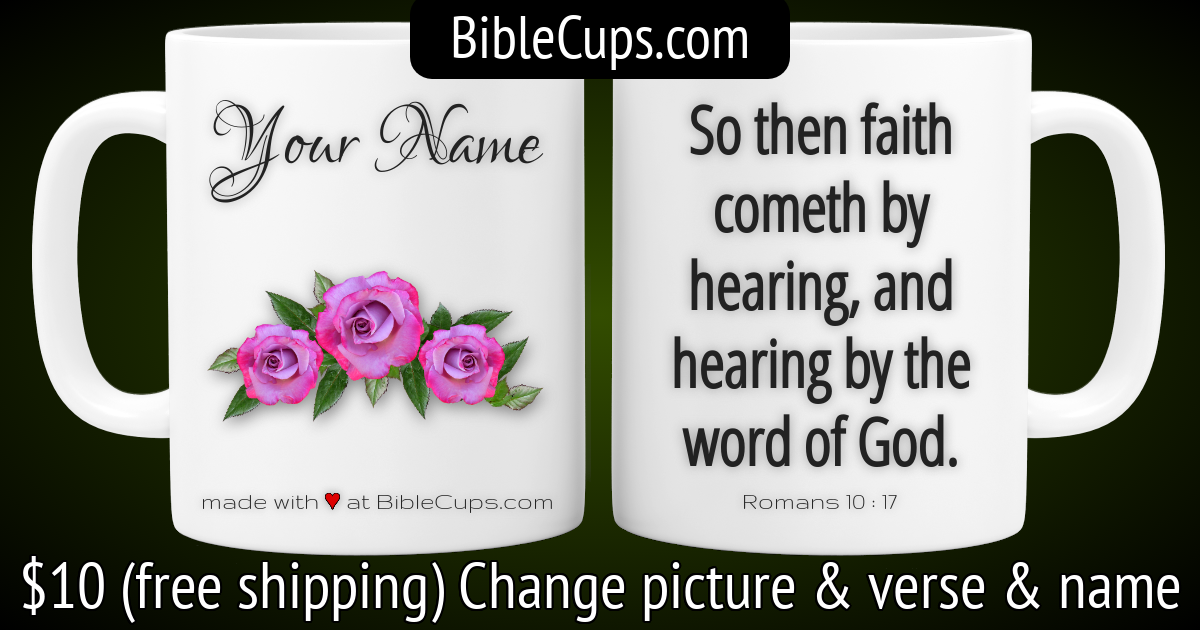 BibleCups.com
Your Name
made with ♥ at BibleCups.com
So then faith
cometh by
hearing, and
hearing by the
word of God.
Romans 10 : 17
$10 (free shipping) Change picture & verse & name